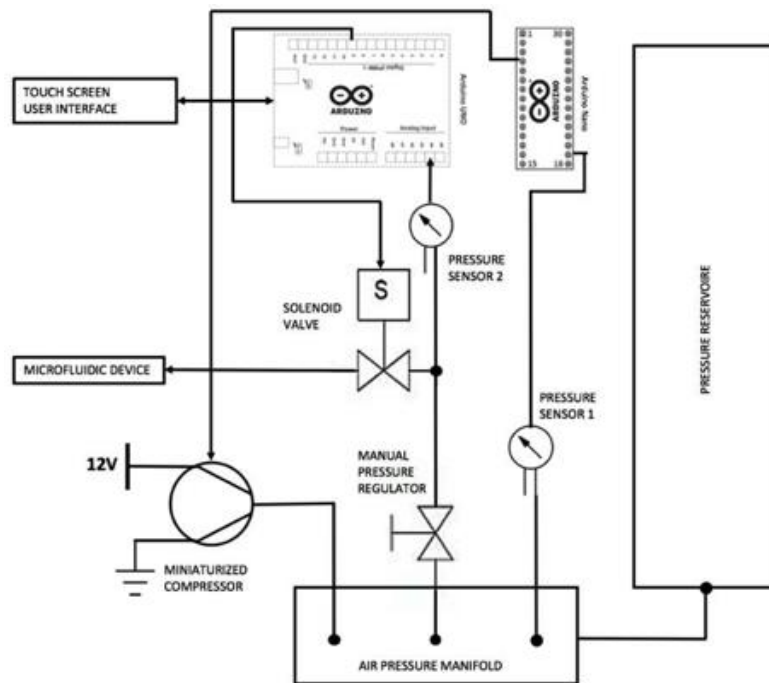 TOUCH SCREEN
USER INTERFACE
Digital (PWM~)
ARDUINO
Arduino UNO
Power
Analog Input
1
30
ARDUINO
Arduino Nano
15
16
PRESSURE
SENSOR 2
S
SOLENOID
VALVE
MICROFLUIDIC DEVICE
PRESSURE
SENSOR 1
PRESSURE RESERVOIRE
12V
MANUAL
PRESSURE
REGULATOR
MINIATURIZED
COMPRESSOR
AIR PRESSURE MANIFOLD